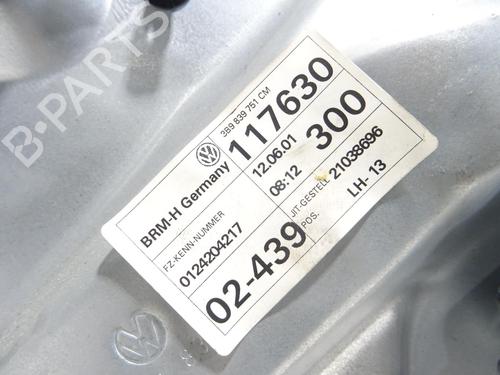 3B9 839 751 CM
117630
BRM-H Germany
12.06.01
300
08:12
FZ-KENN-NUMMER
0124204217
JIT-GESTELL
21038696
02-439
POS.
LH- 13
B-PARTS